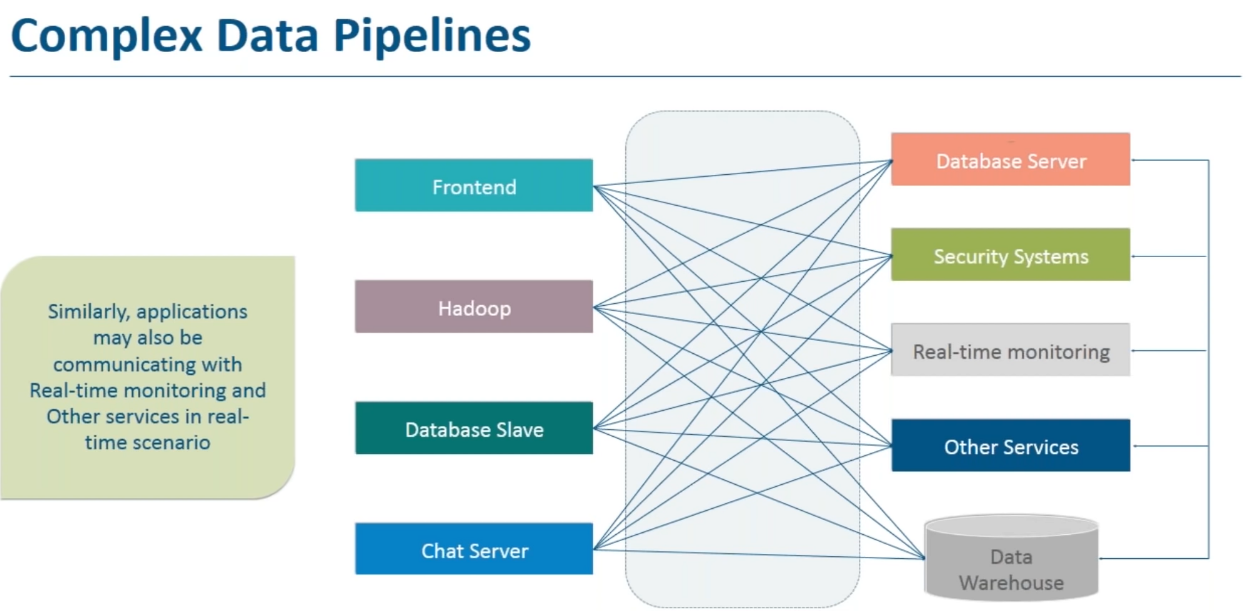 Complex Data Pipelines
Similarly, applications
may also be
communicating with
Real-time monitoring and
Other services in real-
time scenario
Frontend
Hadoop
Database Slave
Chat Server
Database Server
Security Systems
Real-time monitoring
Other Services
Data
Warehouse